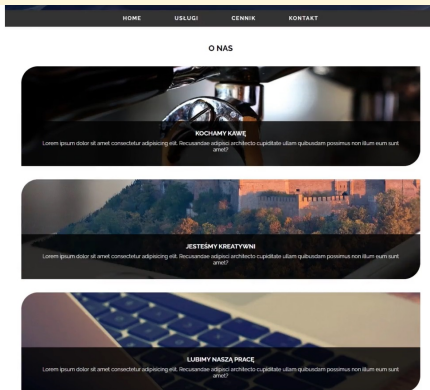 HOME USŁUGI CENNIK KONTAKT
O NAS
KOCHAMY KAWĘ
Lorem ipsum dolor sit amet consectetur adipisicing elit. Recusandae adipisci architecto cupiditate ullam quibusdam possimus non illum eum sunt
amet?
JESTEŚMY KREATYWNI
Lorem ipsum dolor sit amet consectetur adipisicing elit. Recusandae adipisci architecto cupiditate ullam quibusdam possimus non illum eum sunt
amet?
LUBIMY NASZĄ PRACĘ
Lorem ipsum dolor sit amet consectetur adipisicing elit. Recusandae adipisci architecto cupiditate ullam quibusdam possimus non illum eum sunt
amet?